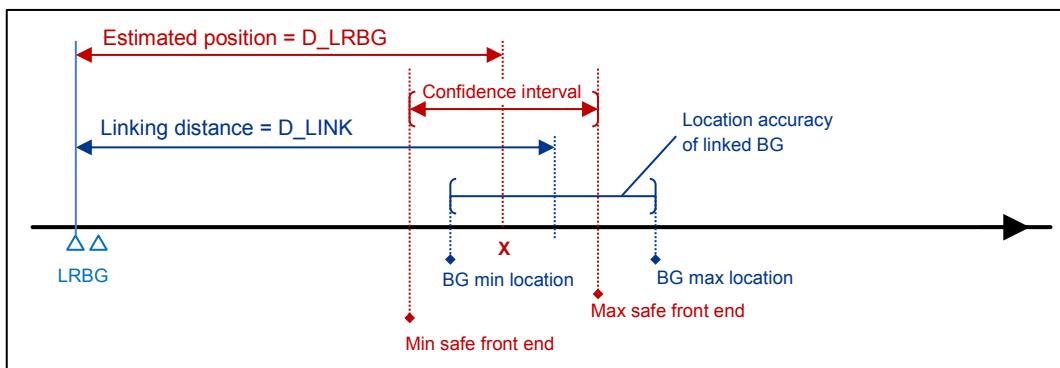 Estimated position = D_LRBG
Confidence interval
Linking distance = D_LINK
Location accuracy
of linked BG
X
LRBG
BG min location
BG max location
Max safe front end
Min safe front end